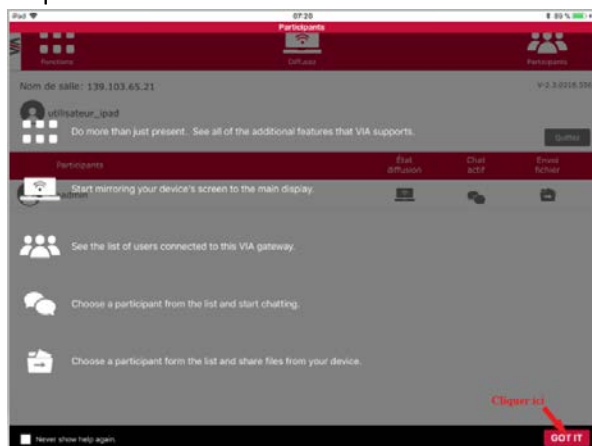 iPad
07:20
89 %
Participants
Fonctions
Diffuser
Participants
Nom de salle: 139.103.65.21
utilisateur_ipad
Do more than just present. See all of the additional features that VIA supports.
Quitter
Participants
État diffusion
Chat actif
Envoi fichier
Start mirroring your device's screen to the main display.
See the list of users connected to this VIA gateway.
Choose a participant from the list and start chatting.
Choose a participant form the list and share files from your device.
Cliquer ici
Never show help again.
GOT IT